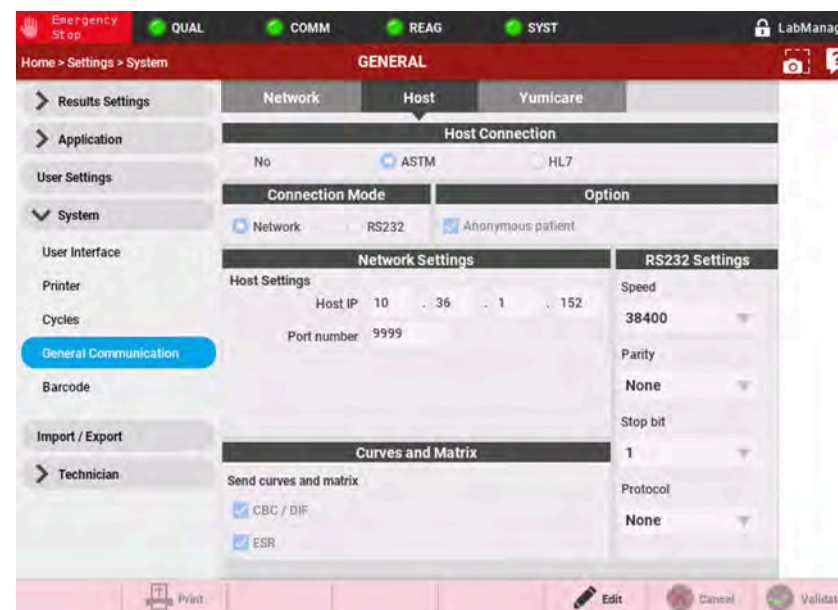 Emergency Stop QUAL COMM REAG SYST LabManag
Home > Settings > System GENERAL
Results Settings
Application
User Settings
System
User Interface
Printer
Cycles
General Communication
Barcode
Import / Export
Technician
Network Host Yumicare
Host Connection
No ASTM HL7
Connection Mode
Network RS232
Option
Anonymous patient
Network Settings
Host Settings
Host IP 10 . 36 . 1 . 152
Port number 9999
RS232 Settings
Speed
38400
Parity
None
Stop bit
1
Protocol
None
Curves and Matrix
Send curves and matrix
CBC / DIF
ESR
Print Edit Cancel Validat